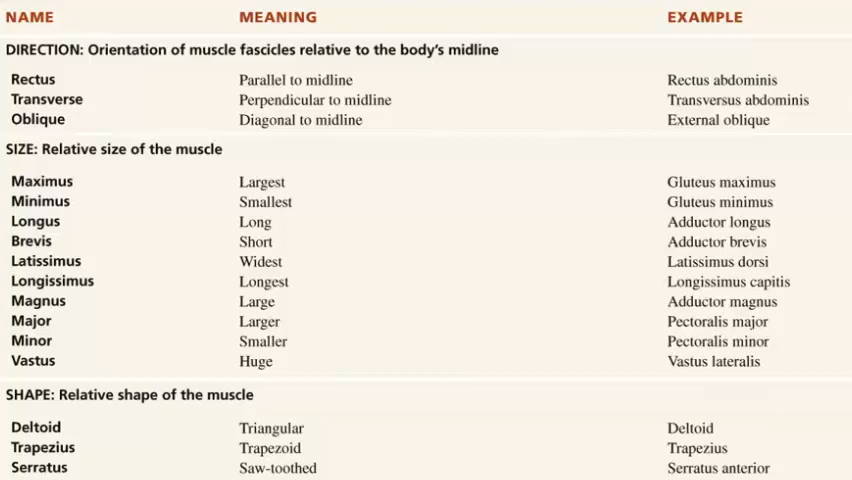 NAME MEANING EXAMPLE
DIRECTION: Orientation of muscle fascicles relative to the body's midline
Rectus Parallel to midline Rectus abdominis
Transverse Perpendicular to midline Transversus abdominis
Oblique Diagonal to midline External oblique
SIZE: Relative size of the muscle
Maximus Largest Gluteus maximus
Minimus Smallest Gluteus minimus
Longus Long Adductor longus
Brevis Short Adductor brevis
Latissimus Widest Latissimus dorsi
Longissimus Longest Longissimus capitis
Magnus Large Adductor magnus
Major Larger Pectoralis major
Minor Smaller Pectoralis minor
Vastus Huge Vastus lateralis
SHAPE: Relative shape of the muscle
Deltoid Triangular Deltoid
Trapezius Trapezoid Trapezius
Serratus Saw-toothed Serratus anterior